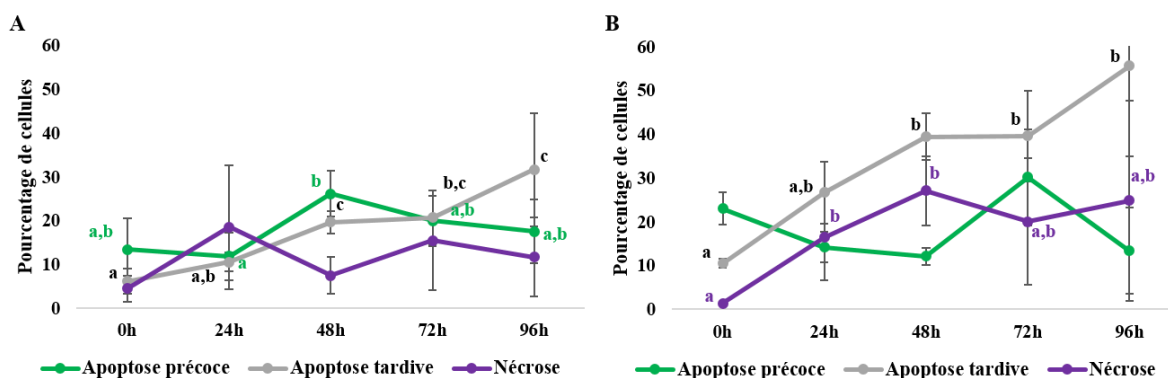 A
Pourcentage de cellules
60
50
40
30
20
10
0
a,b
a
a,b
a
b
c
b,c
a,b
c
a,b
0h 24h 48h 72h 96h
Apoptose précoce Apoptose tardive Nécrose
B
Pourcentage de cellules
60
50
40
30
20
10
0
a
a
a,b
b
b
b
b
a,b
b
a,b
0h 24h 48h 72h 96h
Apoptose précoce Apoptose tardive Nécrose